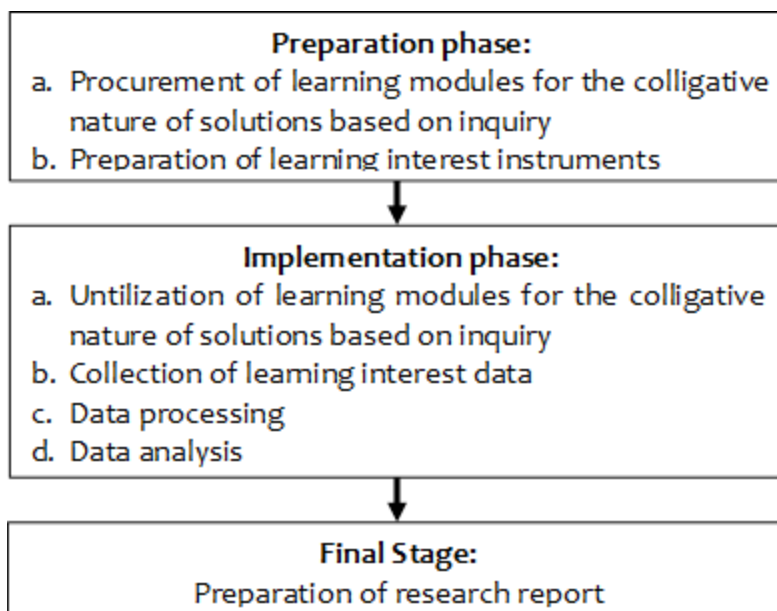 Preparation phase:
a. Procurement of learning modules for the colligative
nature of solutions based on inquiry
b. Preparation of learning interest instruments
Implementation phase:
a. Untilization of learning modules for the colligative
nature of solutions based on inquiry
b. Collection of learning interest data
c. Data processing
d. Data analysis
Final Stage:
Preparation of research report